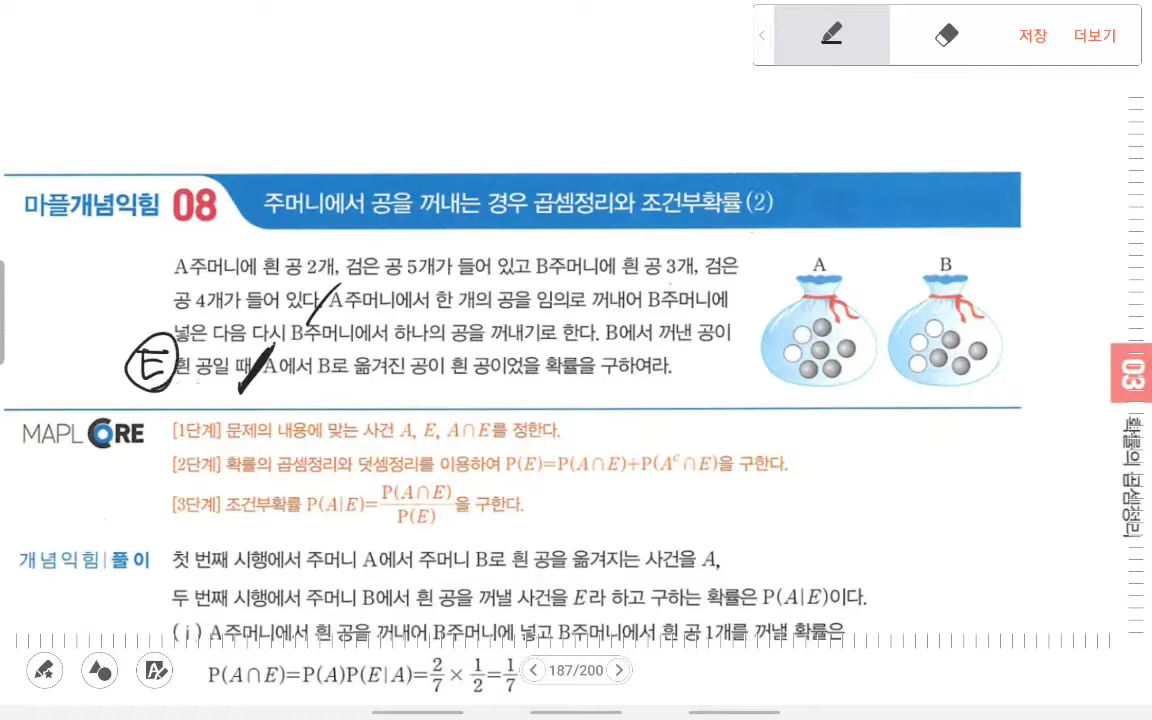 저장 더보기
마플개념익힘 08 주머니에서 공을 꺼내는 경우 곱셈정리와 조건부확률 (2)
A주머니에 흰 공 2개, 검은 공 5개가 들어 있고 B주머니에 흰 공 3개, 검은
공 4개가 들어 있다. A주머니에서 한 개의 공을 임의로 꺼내어 B주머니에
넣은 다음 다시 B주머니에서 하나의 공을 꺼내기로 한다. B에서 꺼낸 공이
E 흰 공일 때 A에서 B로 옮겨진 공이 흰 공이었을 확률을 구하여라.
A B
MAPL CORE
[1단계] 문제의 내용에 맞는 사건 A, E, A∩E를 정한다.
[2단계] 확률의 곱셈정리와 덧셈정리를 이용하여 P(E)=P(A∩E)+P(Aᶜ∩E)을 구한다.
[3단계] 조건부확률 P(A|E)=P(A∩E)/P(E)을 구한다.
개념익힘|풀이 첫 번째 시행에서 주머니 A에서 주머니 B로 흰 공을 옮겨지는 사건을 A,
두 번째 시행에서 주머니 B에서 흰 공을 꺼낼 사건을 E라 하고 구하는 확률은 P(A|E)이다.
(i) A주머니에서 흰 공을 꺼내어 B주머니에 넣고 B주머니에서 흰 공 1개를 꺼낼 확률은
P(A∩E)=P(A)P(E|A)=2/7×1/2=1/7
187/200
03
확률의 곱셈정리